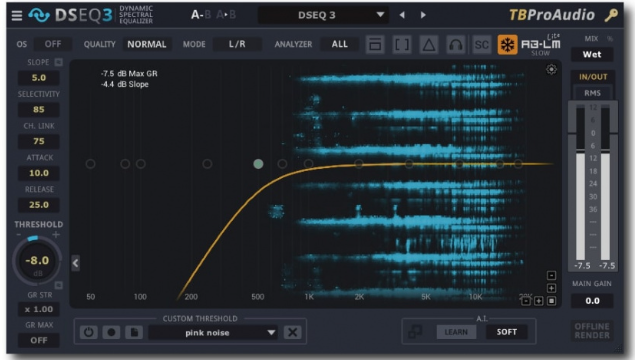 DSEQ3 DYNAMIC SPECTRAL EQUALIZER A-B A▸B DSEQ 3 TBProAudio
OS OFF QUALITY NORMAL MODE L/R ANALYZER ALL SC AB-LM Lite SLOW MIX %
Wet
SLOPE
5.0
SELECTIVITY
85
CH. LINK
75
ATTACK
10.0
RELEASE
25.0
THRESHOLD
- +
-8.0
dB
GR STR
x 1.00
GR MAX
OFF
-7.5 dB Max GR
-4.4 dB Slope
50 100 200 500 1K 2K 5K 10K 20K
IN/OUT
RMS
12
6
0
6
12
18
24
30
36
-7.5 -7.5
MAIN GAIN
0.0
CUSTOM THRESHOLD
pink noise
A.I.
LEARN SOFT
OFFLINE
RENDER